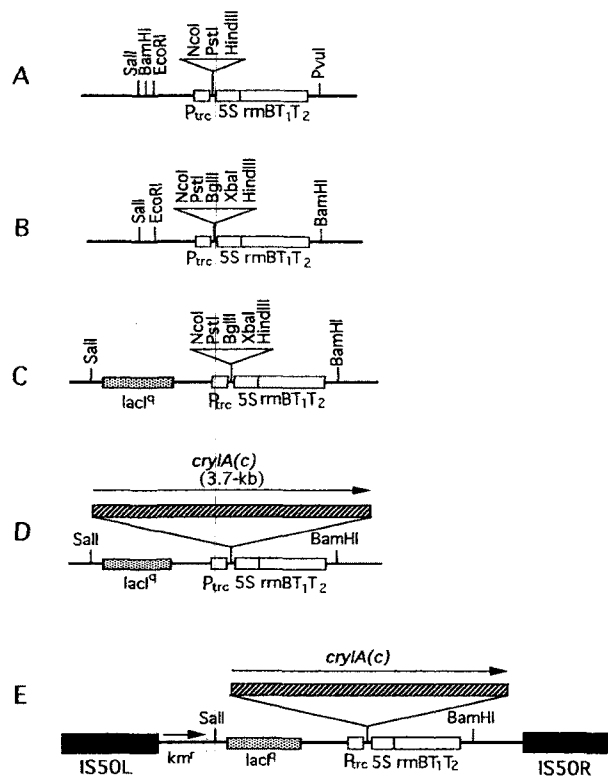 A
SalI
BamHI
EcoRI
NcoI
PstI
HindIII
PvuI
Ptrc 5S rrnBT1T2
B
SalI
EcoRI
NcoI
PstI
BglII
XbaI
HindIII
BamHI
Ptrc 5S rrnBT1T2
C
SalI
NcoI
PstI
BglII
XbaI
HindIII
BamHI
lacIq
Ptrc 5S rrnBT1T2
D
cryIA(c)
(3.7-kb)
SalI
BamHI
lacIq
Ptrc 5S rrnBT1T2
E
cryIA(c)
SalI
BamHI
IS50L
kmr
lacIq
Ptrc 5S rrnBT1T2
IS50R